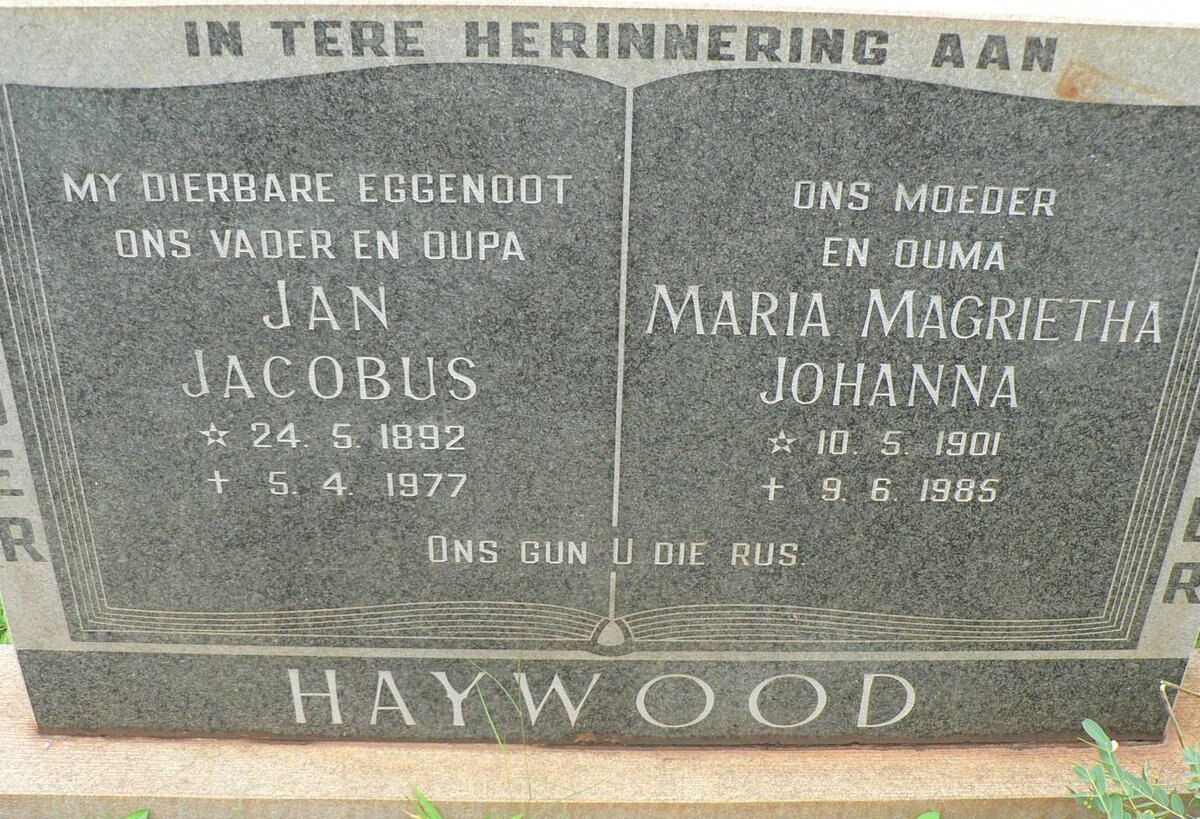 IN TERE HERINNERING AAN
MY DIERBARE EGGENOOT
ONS VADER EN OUPA
JAN
JACOBUS
☆ 24. 5. 1892
✝ 5. 4. 1977
ONS MOEDER
EN OUMA
MARIA MAGRIETHA
JOHANNA
☆ 10. 5. 1901
✝ 9. 6. 1985
ONS GUN U DIE RUS.
HAYWOOD